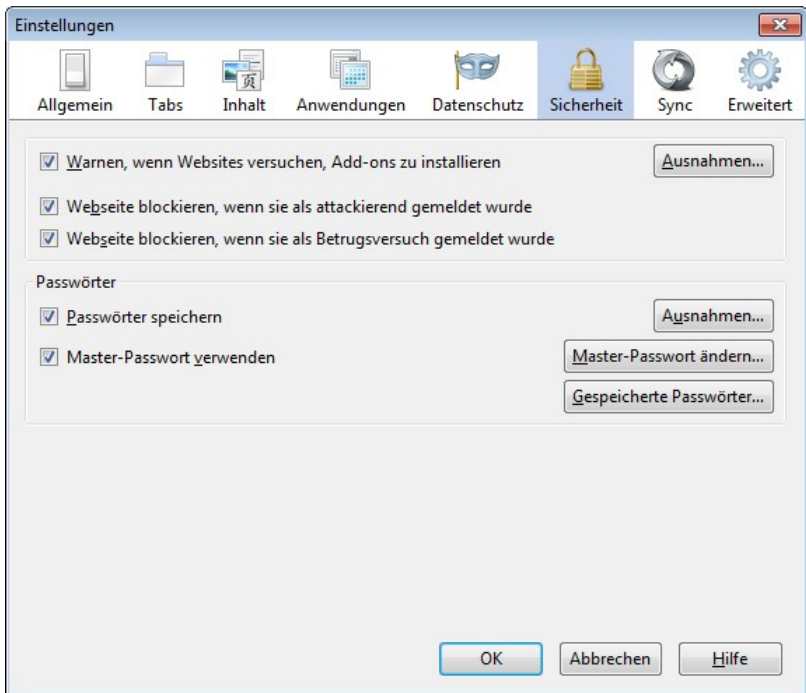 Einstellungen
Allgemein Tabs Inhalt Anwendungen Datenschutz Sicherheit Sync Erweitert
Warnen, wenn Websites versuchen, Add-ons zu installieren Ausnahmen...
Webseite blockieren, wenn sie als attackierend gemeldet wurde
Webseite blockieren, wenn sie als Betrugsversuch gemeldet wurde
Passwörter
Passwörter speichern Ausnahmen...
Master-Passwort verwenden Master-Passwort ändern...
Gespeicherte Passwörter...
OK Abbrechen Hilfe